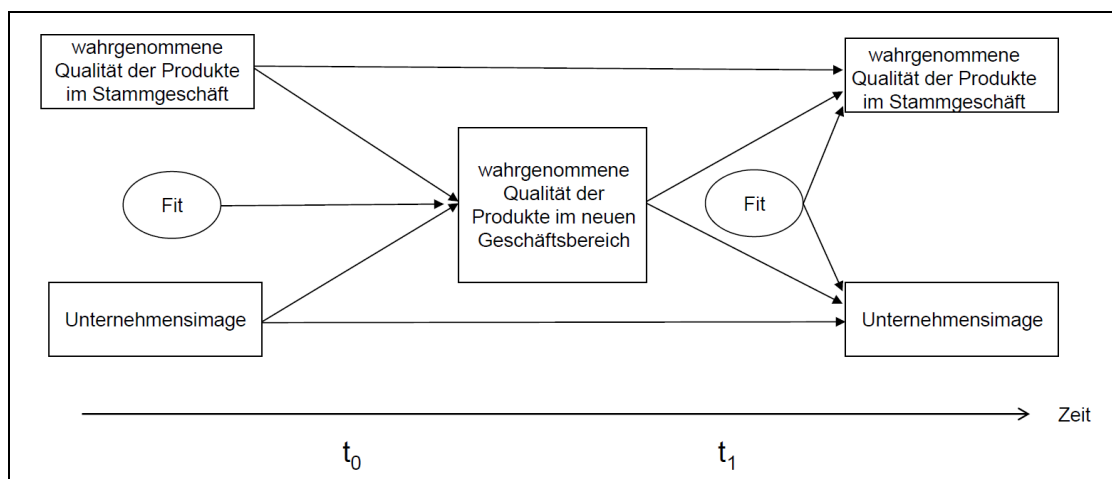 wahrgenommene
Qualität der Produkte
im Stammgeschäft
wahrgenommene
Qualität der Produkte
im Stammgeschäft
wahrgenommene
Qualität der
Produkte im neuen
Geschäftsbereich
Fit
Fit
Unternehmensimage
Unternehmensimage
Zeit
t0
t1